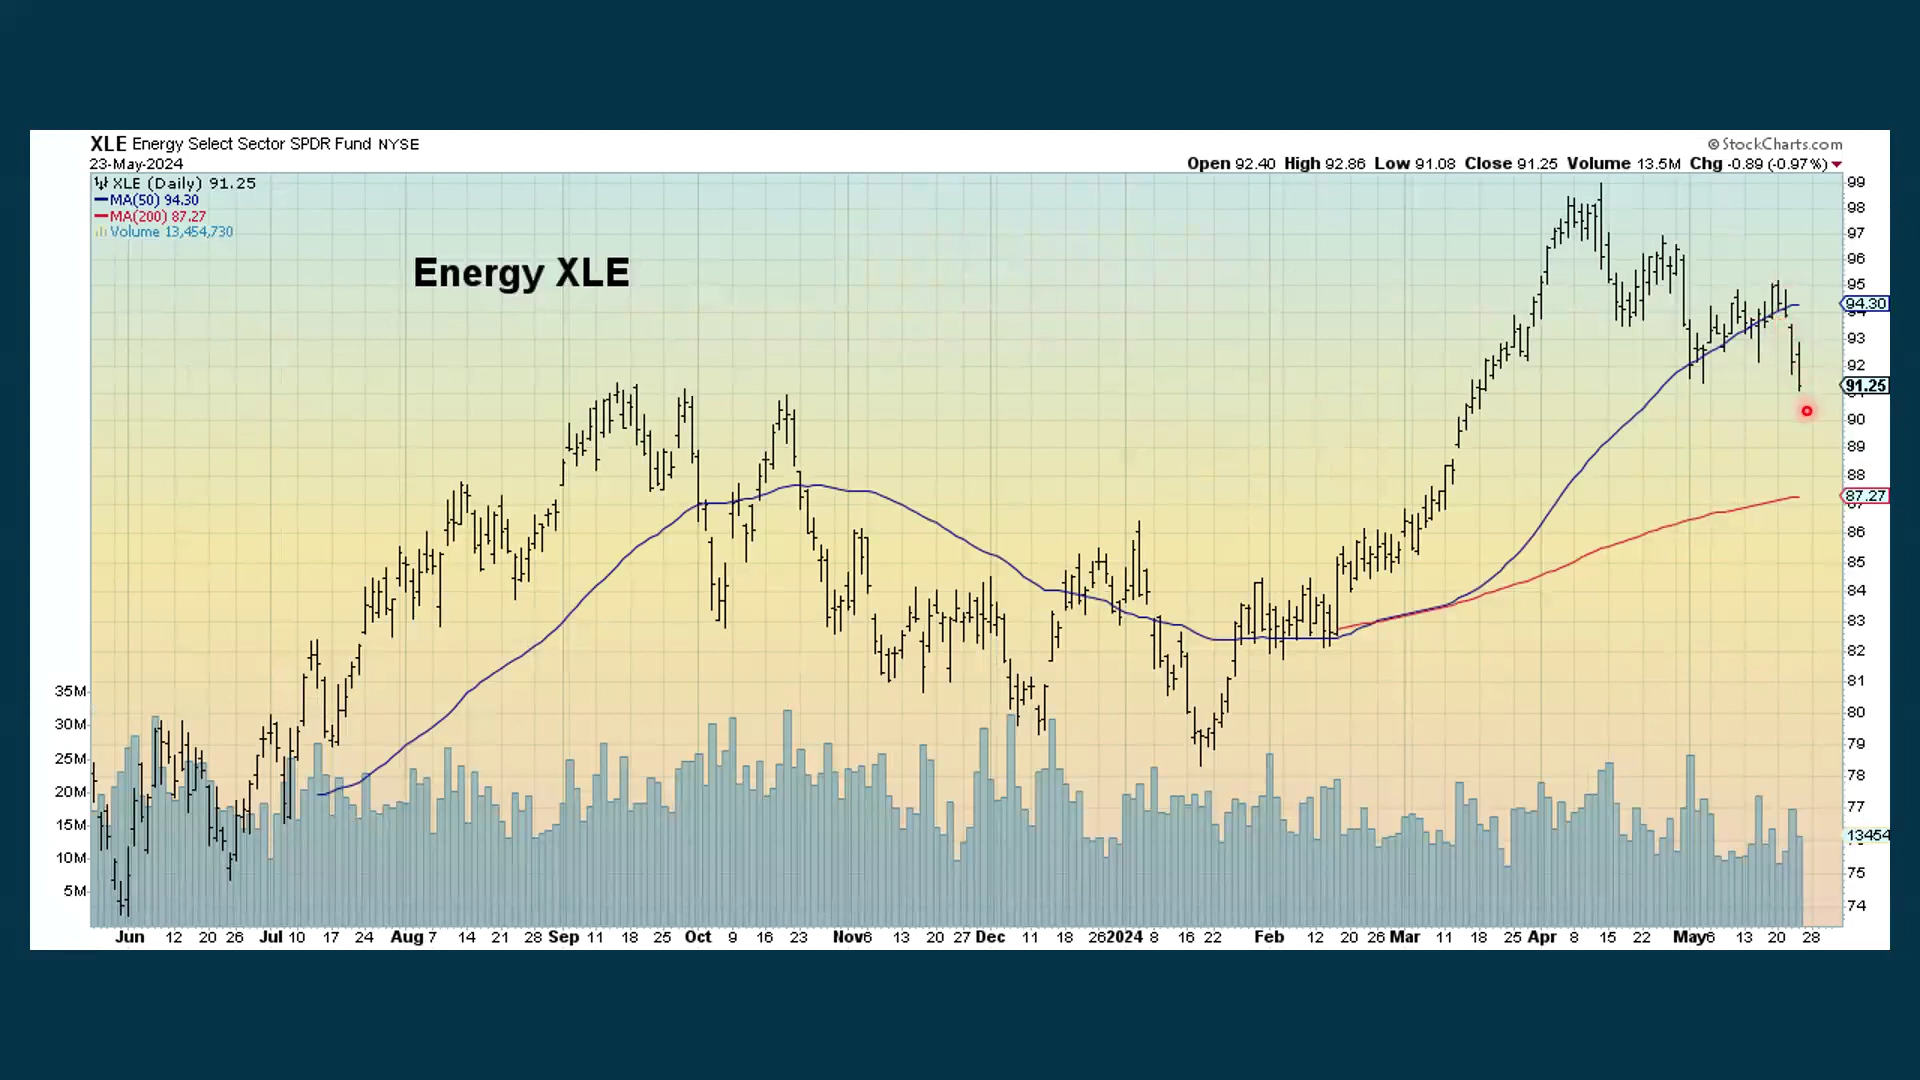 XLE Energy Select Sector SPDR Fund NYSE
© StockCharts.com
23-May-2024
Open 92.40 High 92.86 Low 91.08 Close 91.25 Volume 13.5M Chg -0.89 (-0.97%)
XLE (Daily) 91.25
MA(50) 94.30
MA(200) 87.27
Volume 13,454,730
Energy XLE
99
98
97
96
95
94.30
94
93
92
91.25
90
89
88
87.27
86
85
84
83
82
81
80
79
78
77
13454
75
74
35M
30M
25M
20M
15M
10M
5M
Jun 12 20 26 Jul 10 17 24 Aug 7 14 21 28 Sep 11 18 25 Oct 9 16 23 Nov 6 13 20 27 Dec 11 18 26 2024 8 16 22 Feb 12 20 26 Mar 11 18 25 Apr 8 15 22 May 6 13 20 28